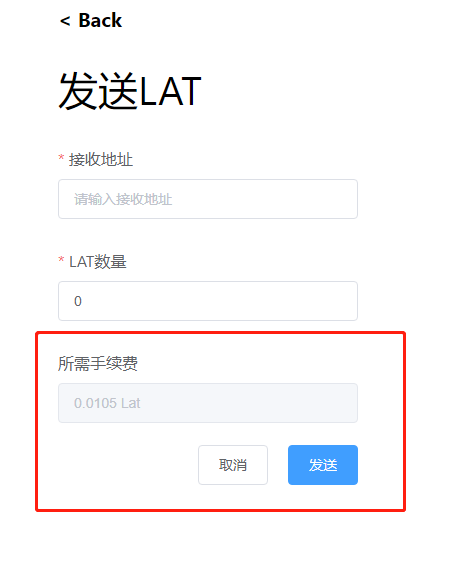 < Back
发送LAT
* 接收地址
请输入接收地址
* LAT数量
0
所需手续费
0.0105 Lat
取消 发送